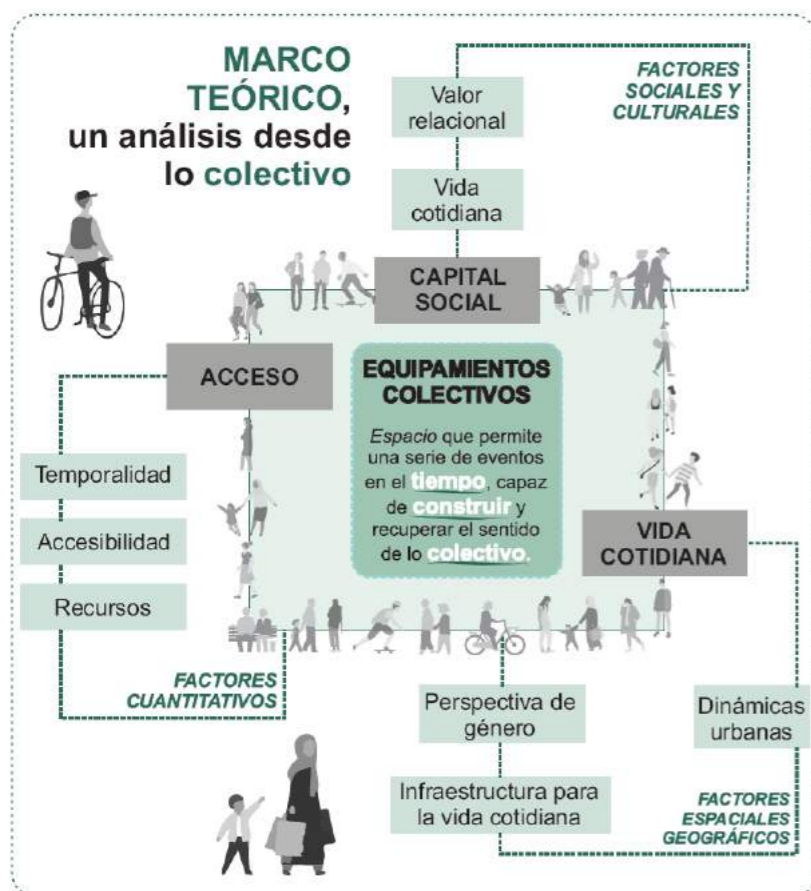 MARCO
TEÓRICO,
un análisis desde
lo colectivo
FACTORES
SOCIALES Y
CULTURALES
Valor
relacional
Vida
cotidiana
CAPITAL
SOCIAL
ACCESO
EQUIPAMIENTOS
COLECTIVOS
Espacio que permite
una serie de eventos
en el tiempo, capaz
de construir y
recuperar el sentido
de lo colectivo.
Temporalidad
Accesibilidad
Recursos
VIDA
COTIDIANA
FACTORES
CUANTITATIVOS
Perspectiva de
género
Dinámicas
urbanas
Infraestructura para
la vida cotidiana
FACTORES
ESPACIALES
GEOGRÁFICOS